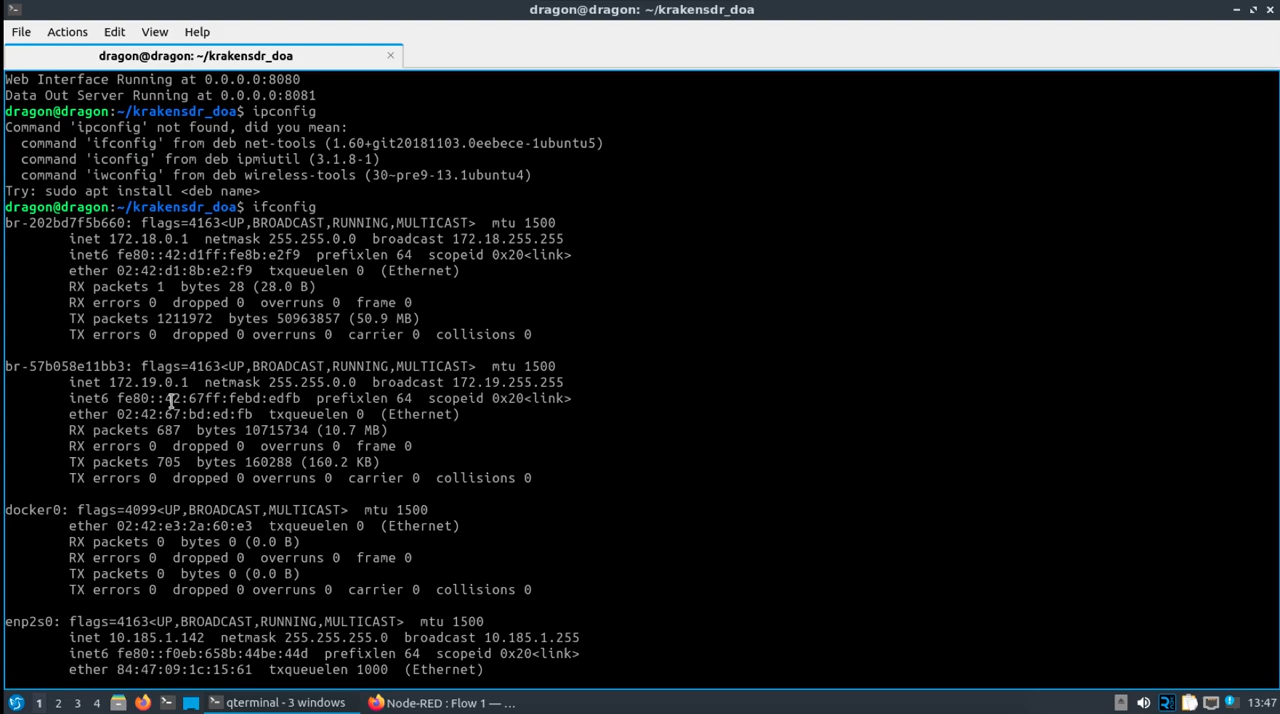 dragon@dragon: ~/krakensdr_doa
File Actions Edit View Help
dragon@dragon: ~/krakensdr_doa
Web Interface Running at 0.0.0.0:8080
Data Out Server Running at 0.0.0.0:8081
dragon@dragon:~/krakensdr_doa$ ipconfig
Command 'ipconfig' not found, did you mean:
  command 'ifconfig' from deb net-tools (1.60+git20181103.0eebece-1ubuntu5)
  command 'iconfig' from deb ipmiutil (3.1.8-1)
  command 'iwconfig' from deb wireless-tools (30~pre9-13.1ubuntu4)
Try: sudo apt install <deb name>
dragon@dragon:~/krakensdr_doa$ ifconfig
br-202bd7f5b660: flags=4163<UP,BROADCAST,RUNNING,MULTICAST>  mtu 1500
        inet 172.18.0.1  netmask 255.255.0.0  broadcast 172.18.255.255
        inet6 fe80::42:d1ff:fe8b:e2f9  prefixlen 64  scopeid 0x20<link>
        ether 02:42:d1:8b:e2:f9  txqueuelen 0  (Ethernet)
        RX packets 1  bytes 28 (28.0 B)
        RX errors 0  dropped 0  overruns 0  frame 0
        TX packets 1211972  bytes 50963857 (50.9 MB)
        TX errors 0  dropped 0 overruns 0  carrier 0  collisions 0
br-57b058e11bb3: flags=4163<UP,BROADCAST,RUNNING,MULTICAST>  mtu 1500
        inet 172.19.0.1  netmask 255.255.0.0  broadcast 172.19.255.255
        inet6 fe80::42:67ff:febd:edfb  prefixlen 64  scopeid 0x20<link>
        ether 02:42:67:bd:ed:fb  txqueuelen 0  (Ethernet)
        RX packets 687  bytes 10715734 (10.7 MB)
        RX errors 0  dropped 0  overruns 0  frame 0
        TX packets 705  bytes 160288 (160.2 KB)
        TX errors 0  dropped 0 overruns 0  carrier 0  collisions 0
docker0: flags=4099<UP,BROADCAST,MULTICAST>  mtu 1500
        ether 02:42:e3:2a:60:e3  txqueuelen 0  (Ethernet)
        RX packets 0  bytes 0 (0.0 B)
        RX errors 0  dropped 0  overruns 0  frame 0
        TX packets 0  bytes 0 (0.0 B)
        TX errors 0  dropped 0 overruns 0  carrier 0  collisions 0
enp2s0: flags=4163<UP,BROADCAST,RUNNING,MULTICAST>  mtu 1500
        inet 10.185.1.142  netmask 255.255.255.0  broadcast 10.185.1.255
        inet6 fe80::f0eb:658b:44be:44d  prefixlen 64  scopeid 0x20<link>
        ether 84:47:09:1c:15:61  txqueuelen 1000  (Ethernet)
1 2 3 4 qterminal - 3 windows Node-RED : Flow 1 — ... 13:47